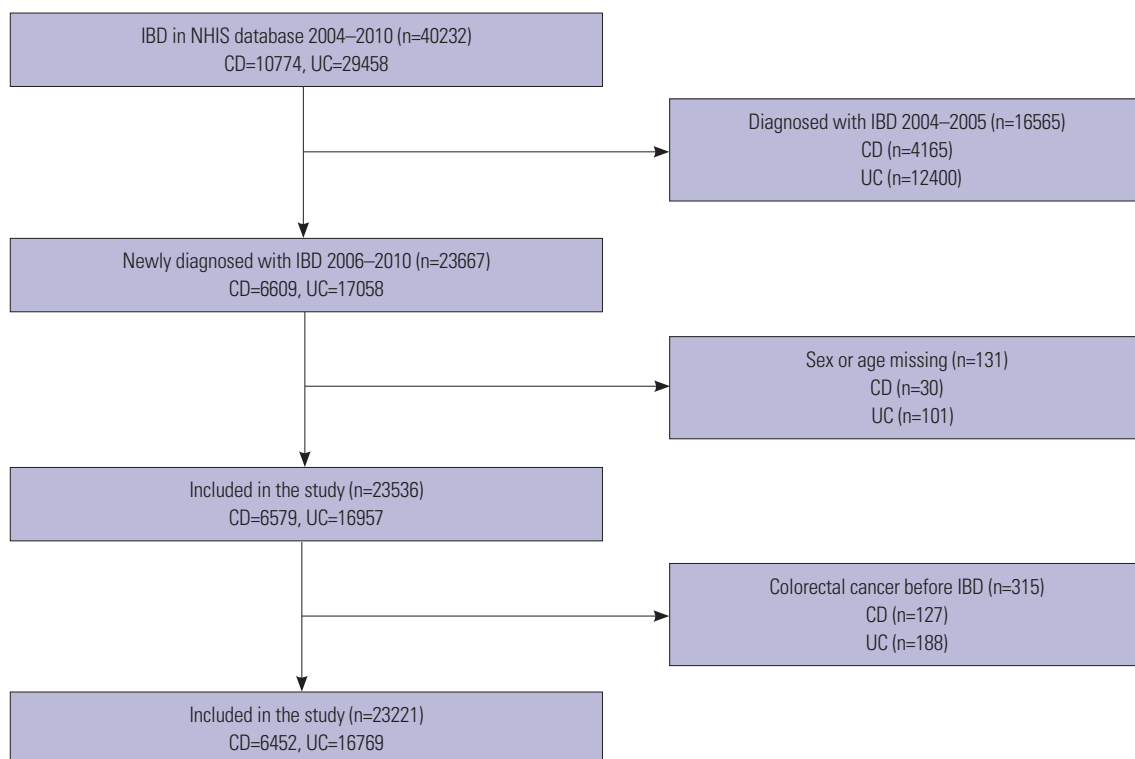 IBD in NHIS database 2004–2010 (n=40232)
CD=10774, UC=29458
Diagnosed with IBD 2004–2005 (n=16565)
CD (n=4165)
UC (n=12400)
Newly diagnosed with IBD 2006–2010 (n=23667)
CD=6609, UC=17058
Sex or age missing (n=131)
CD (n=30)
UC (n=101)
Included in the study (n=23536)
CD=6579, UC=16957
Colorectal cancer before IBD (n=315)
CD (n=127)
UC (n=188)
Included in the study (n=23221)
CD=6452, UC=16769